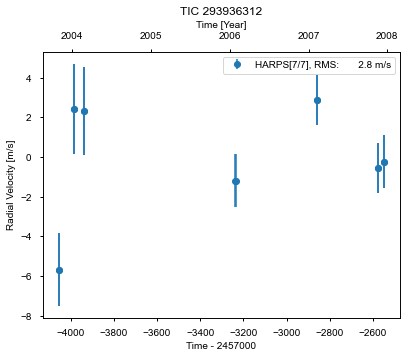 TIC 293936312
Time [Year]
2004 2005 2006 2007 2008
HARPS[7/7], RMS: 2.8 m/s
Radial Velocity [m/s]
4
2
0
−2
−4
−6
−8
−4000 −3800 −3600 −3400 −3200 −3000 −2800 −2600
Time - 2457000